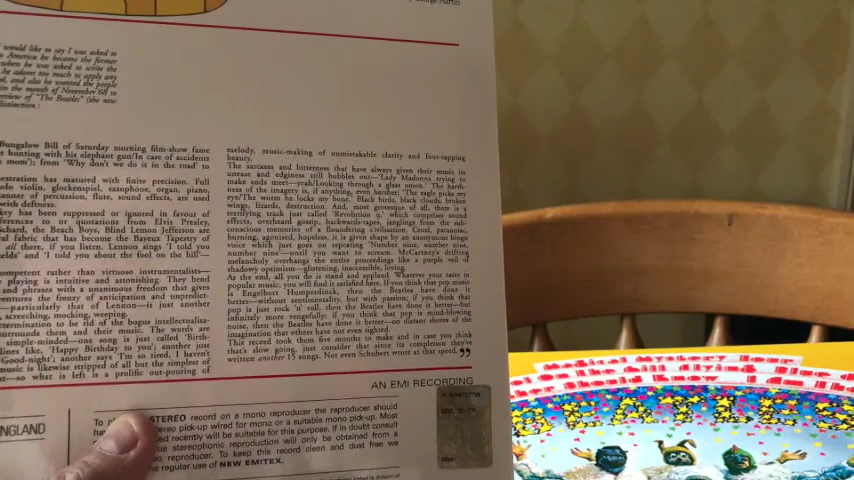 George Martin
would like to say I was asked to
America he became the former
when he was asked to write the
he adores too much to apply any
and also he wanted the people
in the month of November '68 to
review of "The Beatles" (the new
distinction :
Bongalow Bill of Saturday morning film-show fame
hunting with his elephant gun/In case of accidents
mom'); from 'Why don't we do it in the road' to
estration has matured with finite precision. Full
olo violin, glockenspiel, saxophone, organ, piano,
anner of percussion, flute, sound effects, are used
with deftness.
key has been suppressed or ignored in favour of
references to or quotations from Elvis Presley,
Richard, the Beach Boys, Blind Lemon Jefferson are
al fabric that has become the Bayeux Tapestry of
all there, if you listen. Lennon sings 'I told you
elds' and 'I told you about the fool on the hill'—
ompetent rather than virtuoso instrumentalists—
playing is intuitive and astonishing. They bend
and phrases with a unanimous freedom that gives
entures the frenzy of anticipation and unpredict-
—particularly that of Lennon—is just another
screeching, mocking, weeping.
termination to be rid of the bogus intellectualisa-
surrounds them and their music. The words are
simple-minded—one song is just called 'Birth-
lines like, 'Happy Birthday to you'; another just
'Good-night'; another says 'I'm so tired, I haven't
music is likewise stripped of all but the simplest of
—so what is left is a prolific out-pouring of
melody, music-making of unmistakable clarity and foot-tapping
beauty.
The sarcasm and bitterness that have always given their music its
unease and edginess still bubbles out—'Lady Madonna trying to
make ends meet—yeah/Looking through a glass onion.' The harsh-
ness of the imagery is, if anything, even harsher; 'The eagle picks my
eye/The worm he licks my bone.' Black birds, black clouds, broken
wings, lizards, destruction. And, most grotesque of all, there is a
terrifying track just called 'Revolution 9,' which comprises sound
effects, overheard gossip, backwards-tapes, janglings from the sub-
conscious memories of a floundering civilisation. Cruel, paranoiac,
burning, agonised, hopeless, it is given shape by an anonymous bingo
voice which just goes on repeating 'Number nine, number nine,
number nine'—until you want to scream. McCartney's drifting
melancholy overhangs the entire proceedings like a purple veil of
shadowy optimism—glistening, inaccessible, loving.
At the end, all you do is stand and applaud. Whatever your taste in
popular music, you will find it satisfied here. If you think that pop music
is Engelbert Humperdinck, then the Beatles have done it
better—without sentimentality, but with passion; if you think that
pop is just rock 'n' roll, then the Beatles have done it better—but
infinitely more vengefully; if you think that pop is mind-blowing
noise, then the Beatles have done it better—on distant shores of the
imagination that others have not even sighted.
This record took them five months to make and in case you think
that's slow going, just consider that since its completion they've
written another 15 songs. Not even Schubert wrote at that speed."
AN EMI RECORDING
ENGLAND
STEREO record on a mono reproducer the reproducer should
stereo pick-up wired for mono or a suitable mono pick-up. Most
recently will be suitable for this purpose. If in doubt consult
true stereophonic reproduction will only be obtained from a
reproducer. To keep this record clean and dust free we
regular use of NEW EMITEX.
Magical Mystery Tour
BEATLES